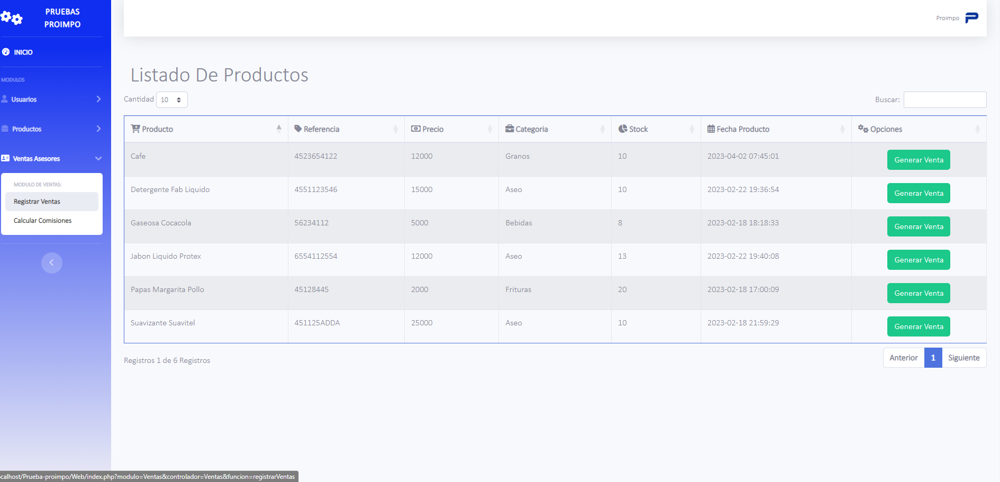 PRUEBAS
PROIMPO
INICIO
MODULOS
Usuarios
Productos
Ventas Asesores
MODULO DE VENTAS:
Registrar Ventas
Calcular Comisiones
Proimpo
Listado De Productos
Cantidad 10
Buscar:
Producto Referencia Precio Categoria Stock Fecha Producto Opciones
Cafe 4523654122 12000 Granos 10 2023-04-02 07:45:01 Generar Venta
Detergente Fab Liquido 4551123546 15000 Aseo 10 2023-02-22 19:36:54 Generar Venta
Gaseosa Cocacola 56234112 5000 Bebidas 8 2023-02-18 18:18:33 Generar Venta
Jabon Liquido Protex 6554112554 12000 Aseo 13 2023-02-22 19:40:08 Generar Venta
Papas Margarita Pollo 45128445 2000 Frituras 20 2023-02-18 17:00:09 Generar Venta
Suavizante Suavitel 451125ADDA 25000 Aseo 10 2023-02-18 21:59:29 Generar Venta
Registros 1 de 6 Registros
Anterior 1 Siguiente
calhost/Prueba-proimpo/Web/index.php?modulo=Ventas&controlador=Ventas&funcion=registrarVentas